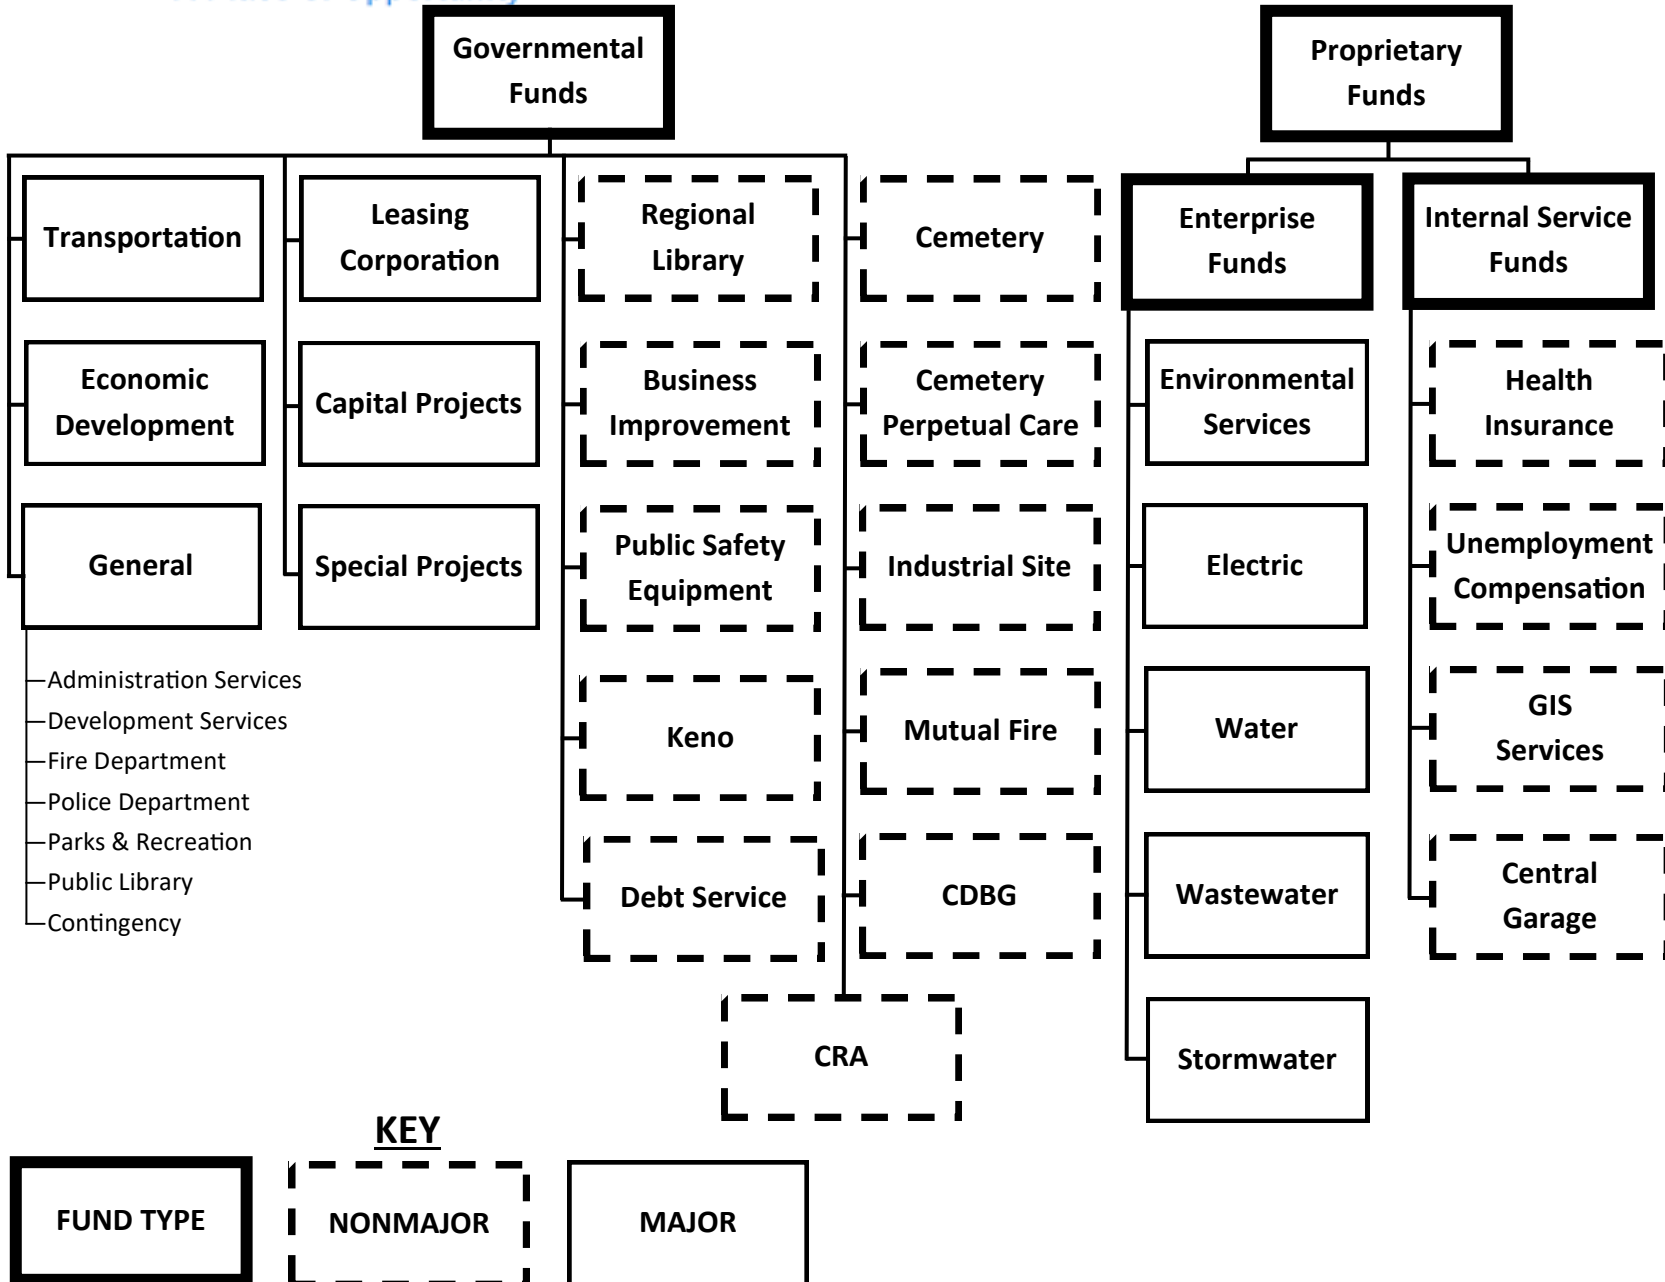 Governmental
Funds
Proprietary
Funds
Transportation
Leasing
Corporation
Regional
Library
Cemetery
Enterprise
Funds
Internal Service
Funds
Economic
Development
Capital Projects
Business
Improvement
Cemetery
Perpetual Care
Environmental
Services
Health
Insurance
General
Special Projects
Public Safety
Equipment
Industrial Site
Electric
Unemployment
Compensation
Administration Services
Development Services
Fire Department
Police Department
Parks & Recreation
Public Library
Contingency
Keno
Mutual Fire
Water
GIS
Services
Debt Service
CDBG
Wastewater
Central
Garage
CRA
Stormwater
KEY
FUND TYPE
NONMAJOR
MAJOR